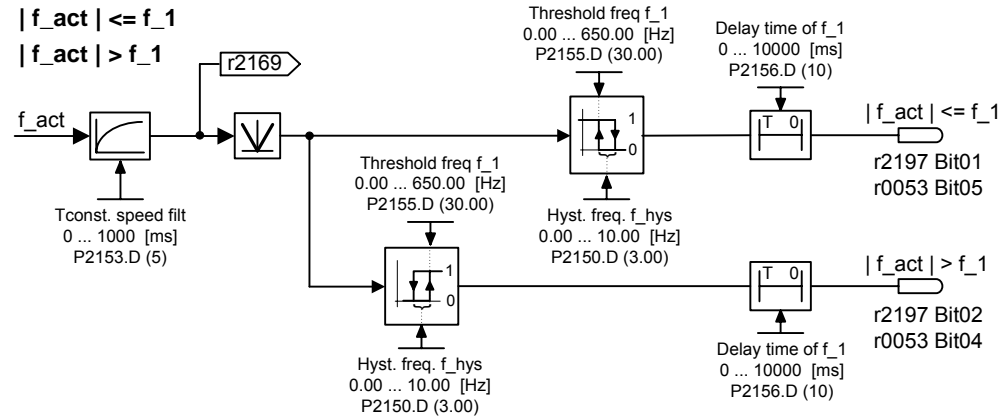 | f_act | <= f_1
| f_act | > f_1
r2169
f_act
Tconst. speed filt
0 ... 1000 [ms]
P2153.D (5)
Threshold freq f_1
0.00 ... 650.00 [Hz]
P2155.D (30.00)
1
0
Hyst. freq. f_hys
0.00 ... 10.00 [Hz]
P2150.D (3.00)
Delay time of f_1
0 ... 10000 [ms]
P2156.D (10)
T 0
| f_act | <= f_1
r2197 Bit01
r0053 Bit05
Threshold freq f_1
0.00 ... 650.00 [Hz]
P2155.D (30.00)
1
0
Hyst. freq. f_hys
0.00 ... 10.00 [Hz]
P2150.D (3.00)
T 0
Delay time of f_1
0 ... 10000 [ms]
P2156.D (10)
| f_act | > f_1
r2197 Bit02
r0053 Bit04